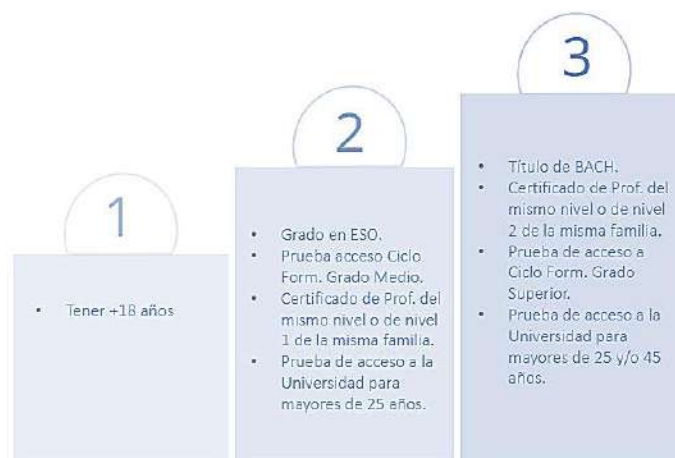 1
• Tener +18 años
2
• Grado en ESO.
• Prueba acceso Ciclo
Form. Grado Medio.
• Certificado de Prof. del
mismo nivel o de nivel
1 de la misma familia.
• Prueba de acceso a la
Universidad para
mayores de 25 años.
3
• Título de BACH.
• Certificado de Prof. del
mismo nivel o de nivel
2 de la misma familia.
• Prueba de acceso a
Ciclo Form. Grado
Superior.
• Prueba de acceso a la
Universidad para
mayores de 25 y/o 45
años.